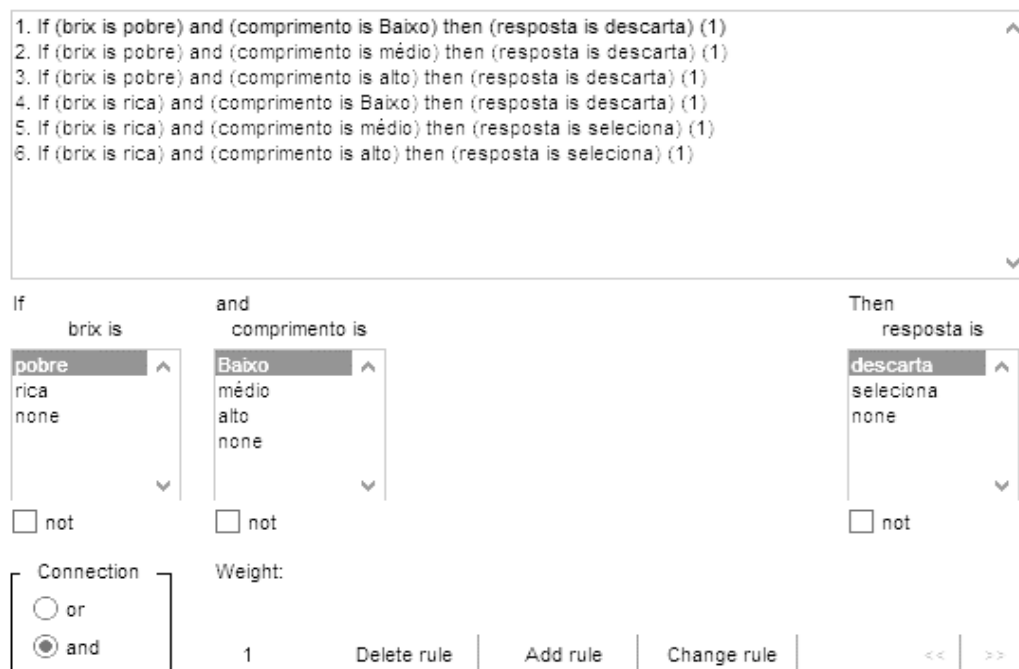 1. If (brix is pobre) and (comprimento is Baixo) then (resposta is descarta) (1)
2. If (brix is pobre) and (comprimento is médio) then (resposta is descarta) (1)
3. If (brix is pobre) and (comprimento is alto) then (resposta is descarta) (1)
4. If (brix is rica) and (comprimento is Baixo) then (resposta is descarta) (1)
5. If (brix is rica) and (comprimento is médio) then (resposta is seleciona) (1)
6. If (brix is rica) and (comprimento is alto) then (resposta is seleciona) (1)
If and Then
brix is comprimento is resposta is
pobre Baixo descarta
rica médio seleciona
none alto none
none
not not not
Connection Weight:
or
and 1 Delete rule Add rule Change rule << >>